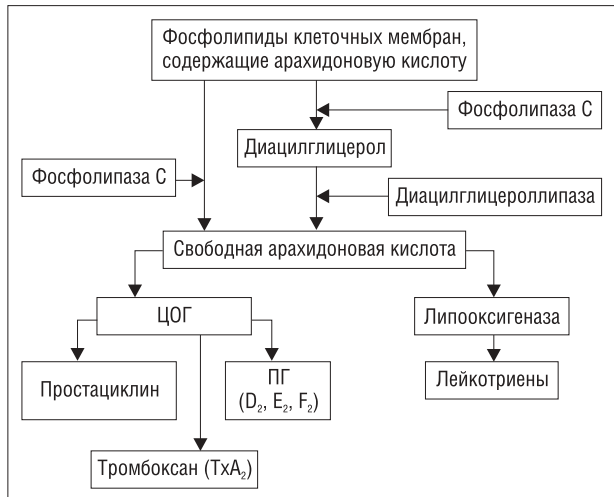 Фосфолипиды клеточных мембран,
содержащие арахидоновую кислоту
Фосфолипаза С
Диацилглицерол
Фосфолипаза С
Диацилглицероллипаза
Свободная арахидоновая кислота
ЦОГ
Липооксигеназа
Простациклин
ПГ
(D₂, E₂, F₂)
Лейкотриены
Тромбоксан (TxA₂)